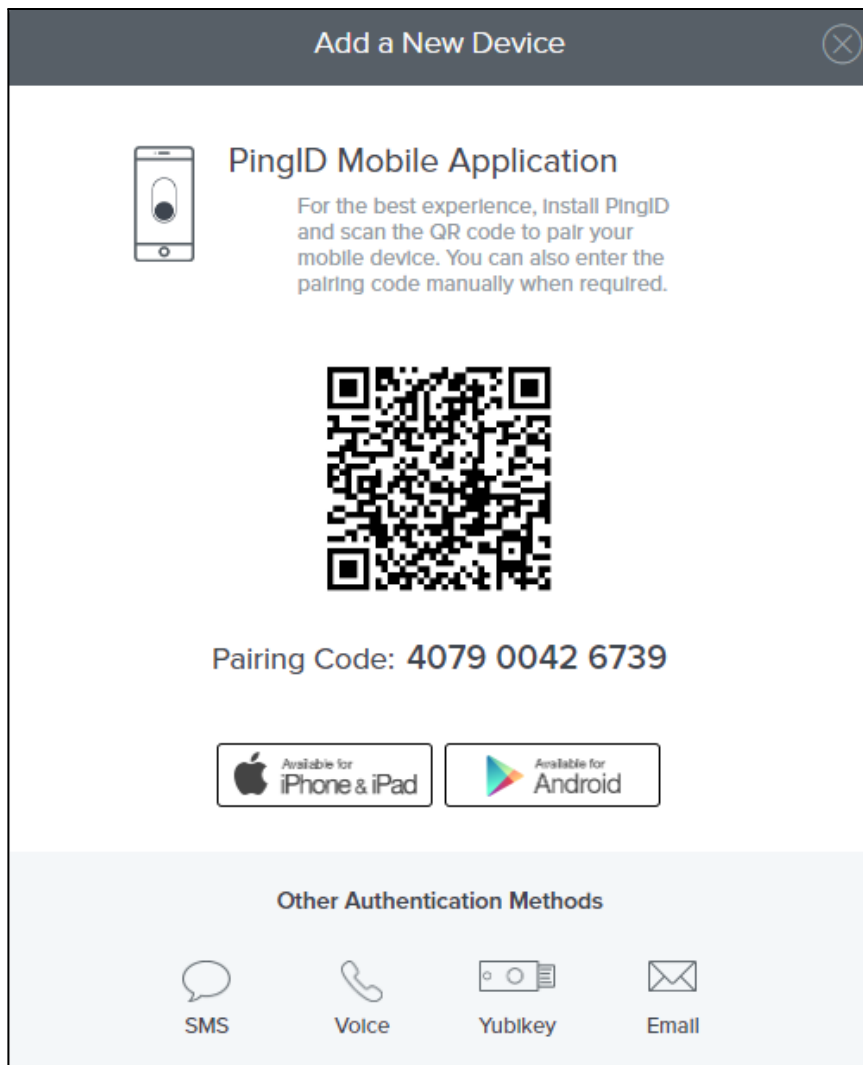 Add a New Device
PingID Mobile Application
For the best experience, install PingID
and scan the QR code to pair your
mobile device. You can also enter the
pairing code manually when required.
Pairing Code: 4079 0042 6739
Available for
iPhone & iPad
Available for
Android
Other Authentication Methods
SMS
Voice
Yubikey
Email